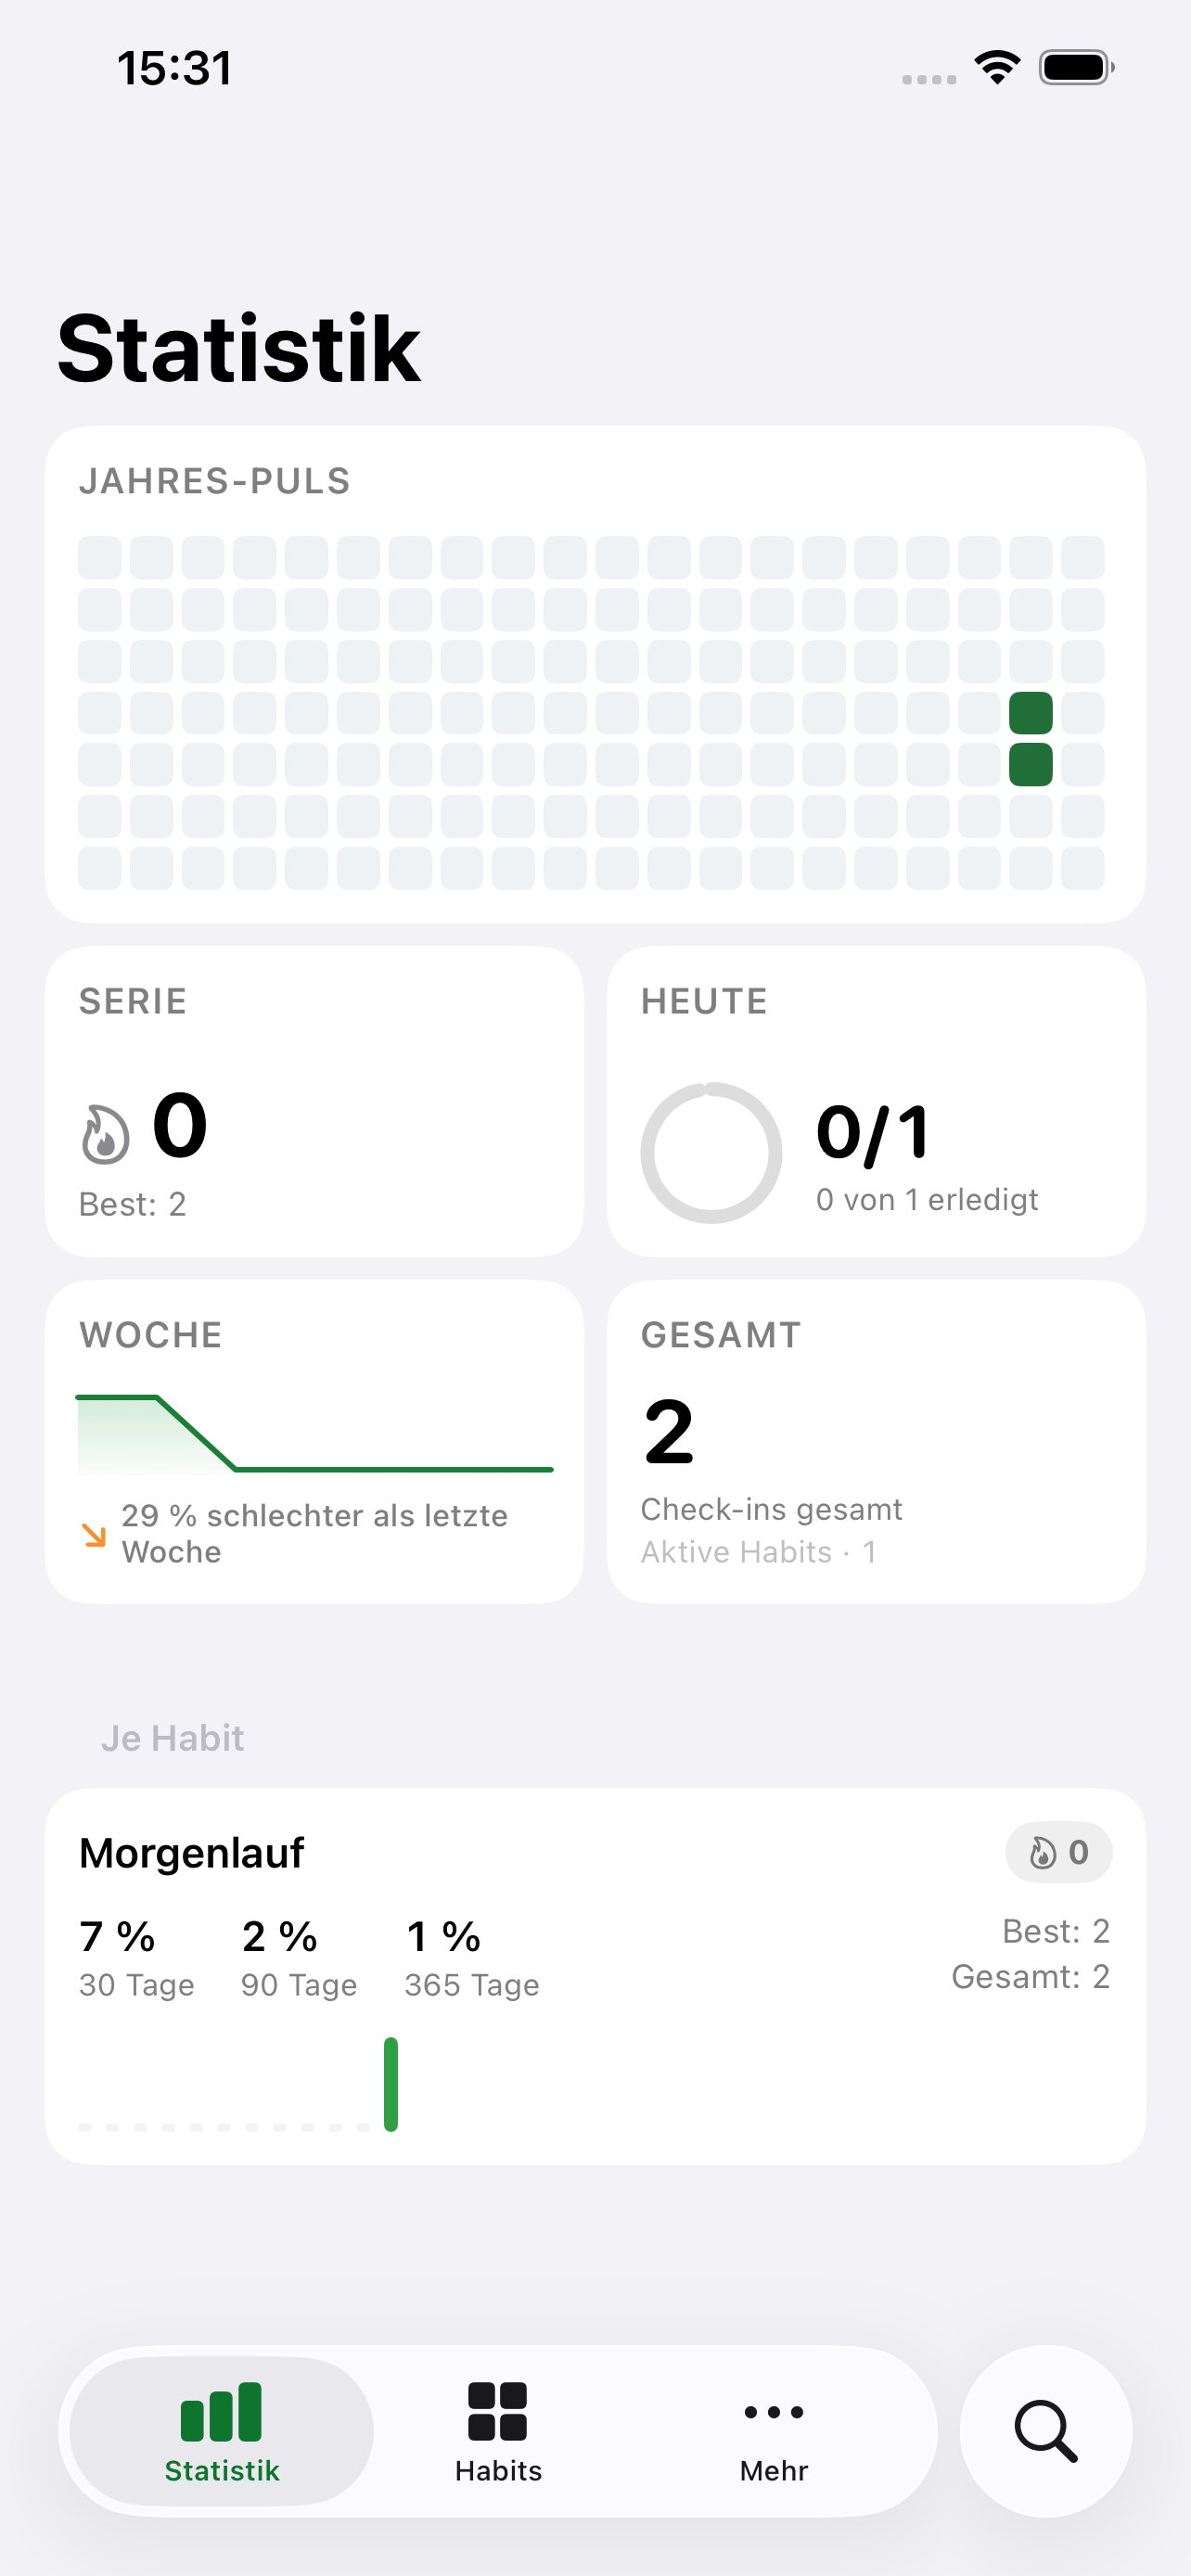 15:31
Statistik
JAHRES-PULS
SERIE
0
Best: 2
HEUTE
0/1
0 von 1 erledigt
WOCHE
29 % schlechter als letzte
Woche
GESAMT
2
Check-ins gesamt
Aktive Habits · 1
Je Habit
Morgenlauf
0
7 %
30 Tage
2 %
90 Tage
1 %
365 Tage
Best: 2
Gesamt: 2
Statistik
Habits
Mehr